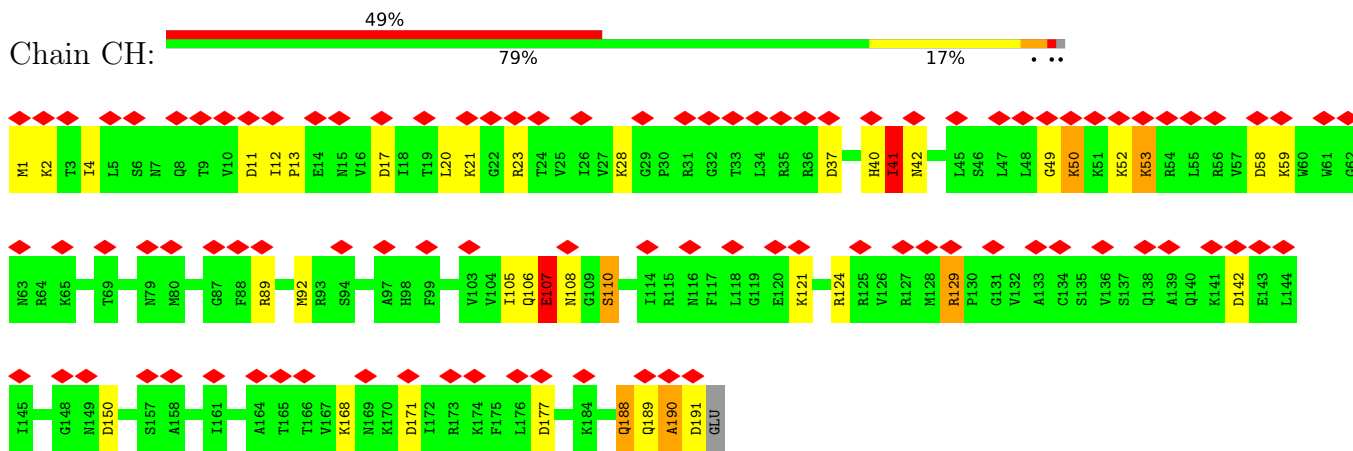 49%
Chain CH:
79% 17% . ..
M1 K2 T3 I4 L5 S6 N7 Q8 T9 V10 D11 I12 P13 E14 N15 V16 D17 I18 T19 L20 K21 G22 R23 T24 V25 I26 V27 K28 G29 P30 R31 G32 T33 L34 R35 R36 D37 H40 I41 N42 L45 S46 L47 L48 G49 K50 K51 K52 K53 R54 L55 R56 V57 D58 K59 W60 W61 G62
N63 R64 K65 T69 N79 M80 G87 F88 R89 M92 R93 S94 A97 H98 F99 V103 V104 I105 Q106 E107 N108 G109 S110 I114 R115 N116 F117 L118 G119 E120 K121 R124 R125 V126 R127 M128 R129 P130 G131 V132 A133 C134 S135 V136 S137 Q138 A139 Q140 K141 D142 E143 L144
I145 G148 N149 D150 S157 A158 I161 A164 T165 T166 V167 K168 N169 K170 D171 I172 R173 K174 F175 L176 D177 K184 Q188 Q189 A190 D191 GLU